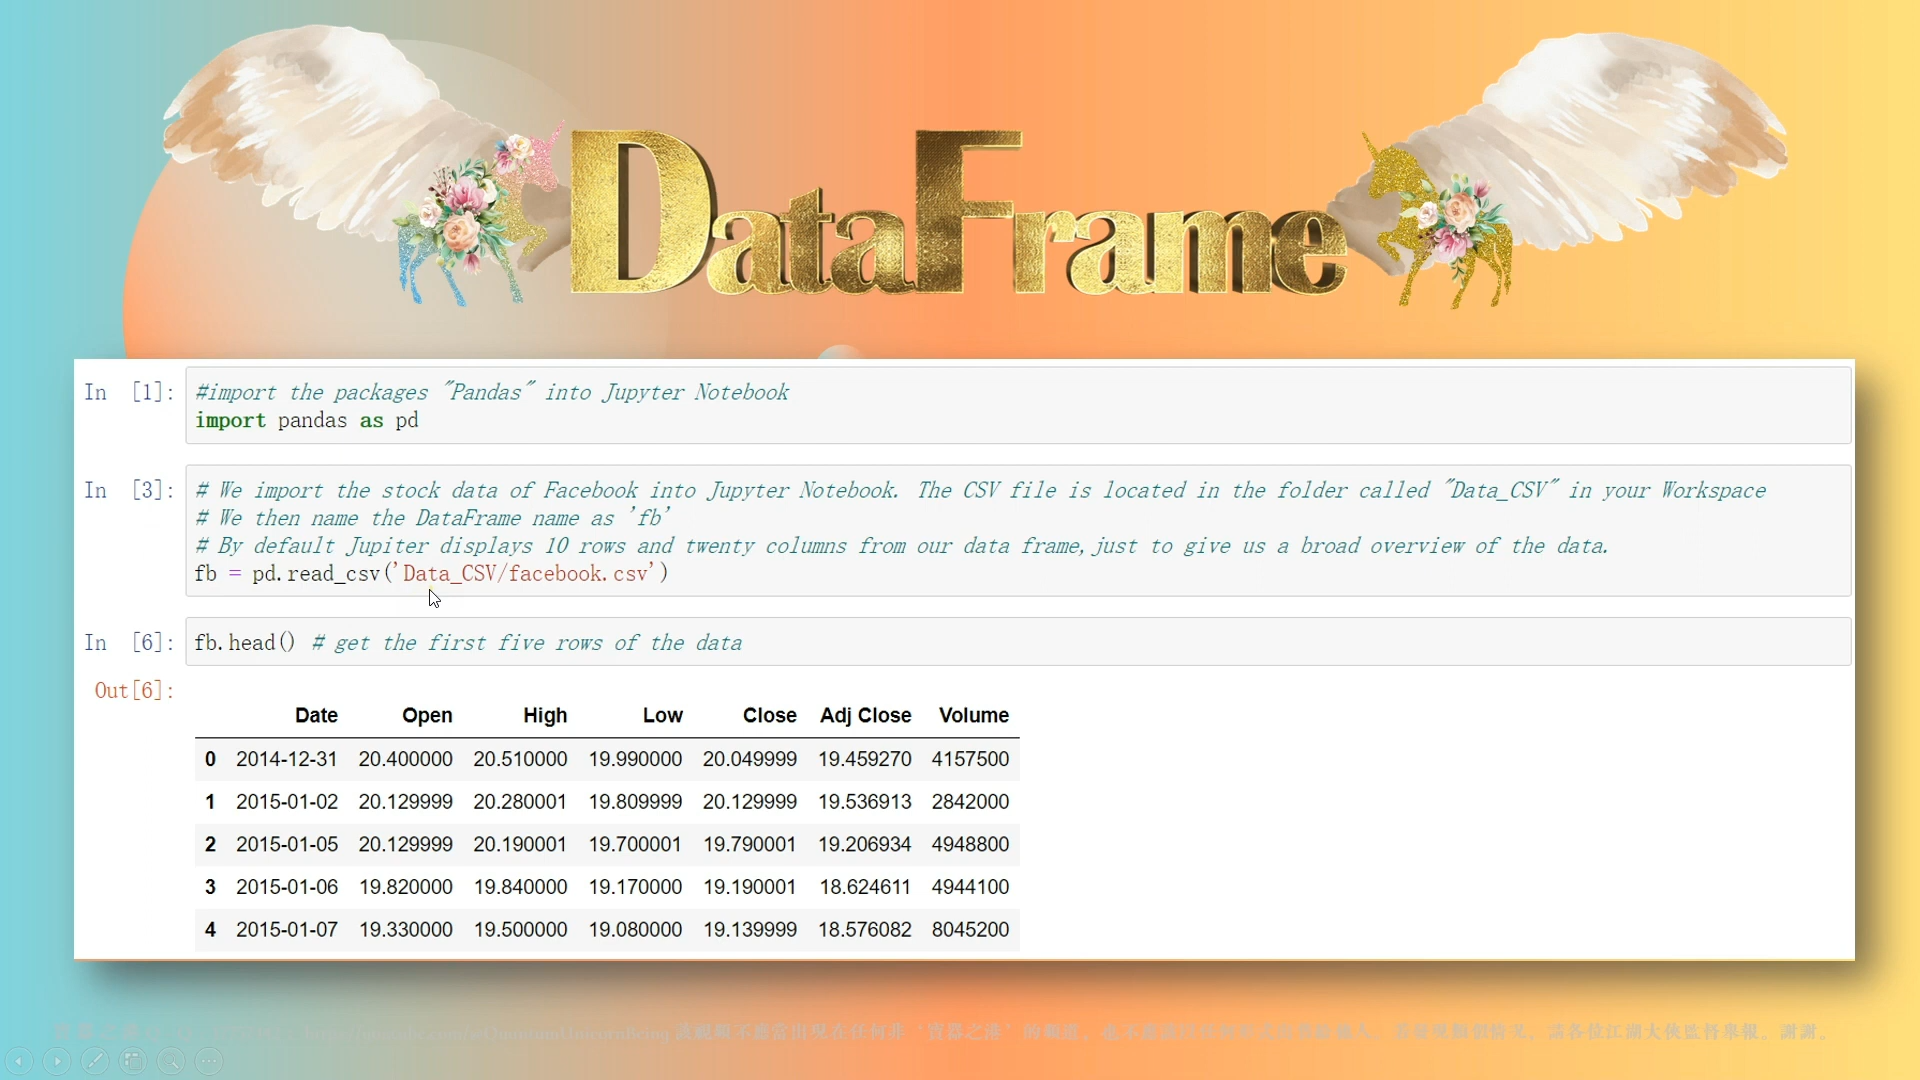 DataFrame
In [1]: #import the packages "Pandas" into Jupyter Notebook
import pandas as pd
In [3]: # We import the stock data of Facebook into Jupyter Notebook. The CSV file is located in the folder called "Data_CSV" in your Workspace
# We then name the DataFrame name as 'fb'
# By default Jupiter displays 10 rows and twenty columns from our data frame, just to give us a broad overview of the data.
fb = pd.read_csv('Data_CSV/facebook.csv')
In [6]: fb.head() # get the first five rows of the data
Out[6]:
Date Open High Low Close Adj Close Volume
0 2014-12-31 20.400000 20.510000 19.990000 20.049999 19.459270 4157500
1 2015-01-02 20.129999 20.280001 19.809999 20.129999 19.536913 2842000
2 2015-01-05 20.129999 20.190001 19.700001 19.790001 19.206934 4948800
3 2015-01-06 19.820000 19.840000 19.170000 19.190001 18.624611 4944100
4 2015-01-07 19.330000 19.500000 19.080000 19.139999 18.576082 8045200